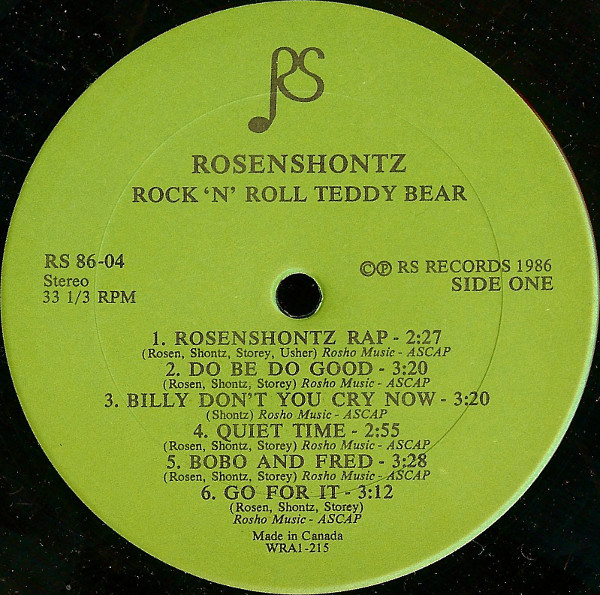 RS
ROSENSHONTZ
ROCK ‘N’ ROLL TEDDY BEAR
RS 86-04
Stereo
33 1/3 RPM
©℗ RS RECORDS 1986
SIDE ONE
1. ROSENSHONTZ RAP - 2:27
(Rosen, Shontz, Storey, Usher) Rosho Music - ASCAP
2. DO BE DO GOOD - 3:20
(Rosen, Shontz, Storey) Rosho Music - ASCAP
3. BILLY DON'T YOU CRY NOW - 3:20
(Shontz) Rosho Music - ASCAP
4. QUIET TIME - 2:55
(Rosen, Shontz, Storey) Rosho Music - ASCAP
5. BOBO AND FRED - 3:28
(Rosen, Shontz, Storey) Rosho Music - ASCAP
6. GO FOR IT - 3:12
(Rosen, Shontz, Storey)
Rosho Music - ASCAP
Made in Canada
WRA1-215